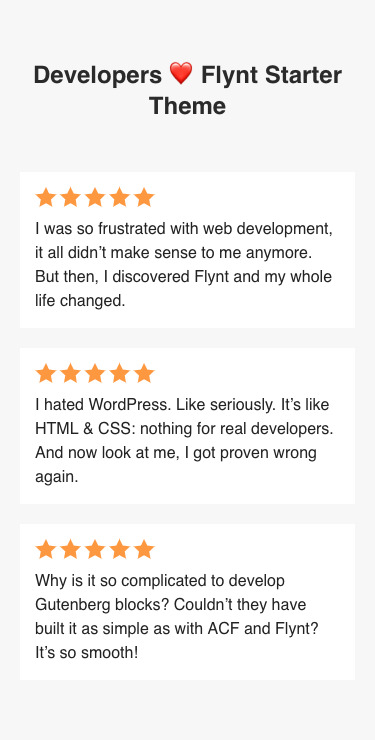 Developers ❤️ Flynt Starter
Theme
I was so frustrated with web development,
it all didn’t make sense to me anymore.
But then, I discovered Flynt and my whole
life changed.
I hated WordPress. Like seriously. It’s like
HTML & CSS: nothing for real developers.
And now look at me, I got proven wrong
again.
Why is it so complicated to develop
Gutenberg blocks? Couldn’t they have
built it as simple as with ACF and Flynt?
It’s so smooth!